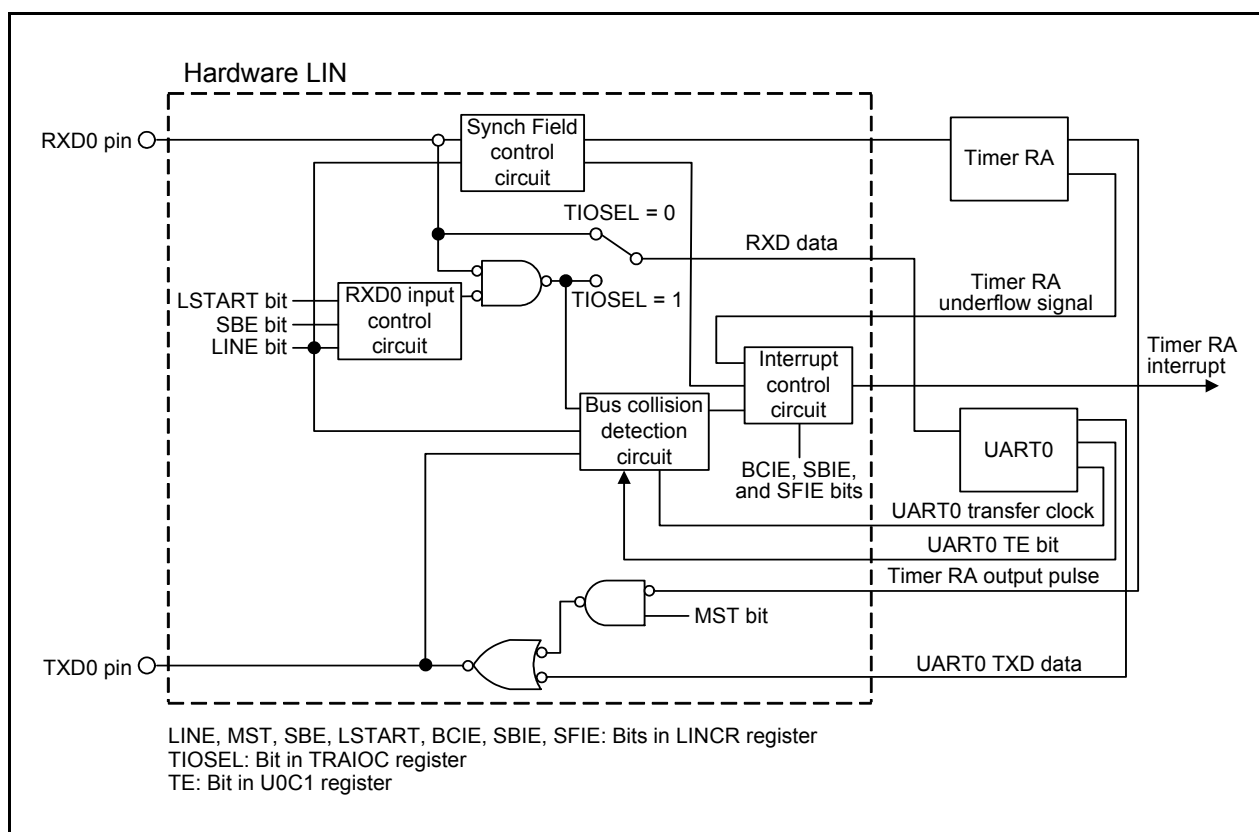 Hardware LIN
RXD0 pin
Synch Field
control
circuit
Timer RA
TIOSEL = 0
RXD data
LSTART bit
SBE bit
LINE bit
RXD0 input
control
circuit
TIOSEL = 1
Timer RA
underflow signal
Interrupt
control
circuit
Timer RA
interrupt
Bus collision
detection
circuit
BCIE, SBIE,
and SFIE bits
UART0
UART0 transfer clock
UART0 TE bit
Timer RA output pulse
MST bit
TXD0 pin
UART0 TXD data
LINE, MST, SBE, LSTART, BCIE, SBIE, SFIE: Bits in LINCR register
TIOSEL: Bit in TRAIOC register
TE: Bit in U0C1 register